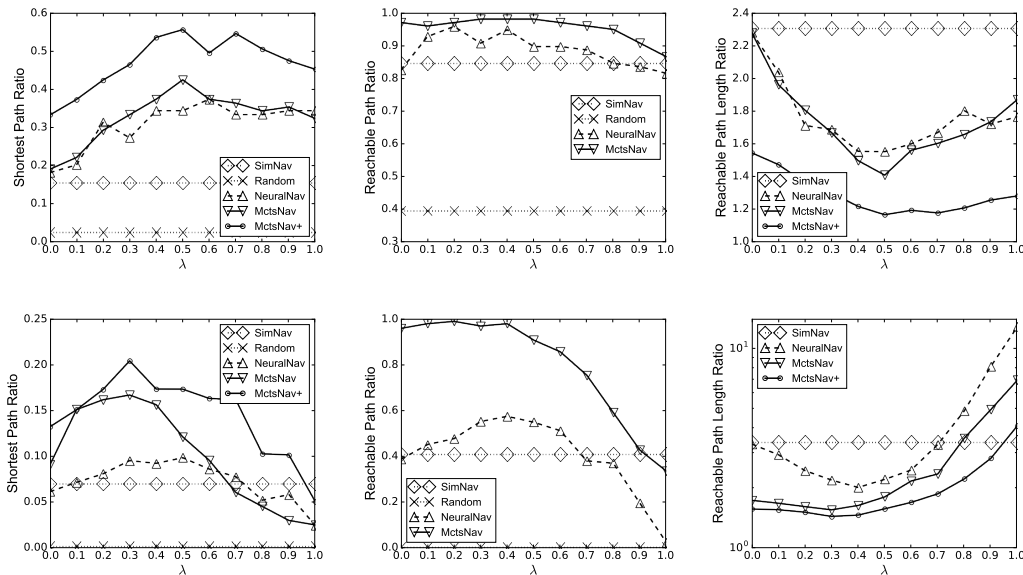 Shortest Path Ratio
0.6
0.5
0.4
0.3
0.2
0.1
0.0
0.0 0.1 0.2 0.3 0.4 0.5 0.6 0.7 0.8 0.9 1.0
λ
SimNav
Random
NeuralNav
MctsNav
MctsNav+
Reachable Path Ratio
1.0
0.9
0.8
0.7
0.6
0.5
0.4
0.3
0.0 0.1 0.2 0.3 0.4 0.5 0.6 0.7 0.8 0.9 1.0
λ
SimNav
Random
NeuralNav
MctsNav
Reachable Path Length Ratio
2.4
2.2
2.0
1.8
1.6
1.4
1.2
1.0
0.0 0.1 0.2 0.3 0.4 0.5 0.6 0.7 0.8 0.9 1.0
λ
SimNav
NeuralNav
MctsNav
MctsNav+
Shortest Path Ratio
0.25
0.20
0.15
0.10
0.05
0.00
0.0 0.1 0.2 0.3 0.4 0.5 0.6 0.7 0.8 0.9 1.0
λ
SimNav
Random
NeuralNav
MctsNav
MctsNav+
Reachable Path Ratio
1.0
0.8
0.6
0.4
0.2
0.0
0.0 0.1 0.2 0.3 0.4 0.5 0.6 0.7 0.8 0.9 1.0
λ
SimNav
Random
NeuralNav
MctsNav
Reachable Path Length Ratio
10¹
10⁰
0.0 0.1 0.2 0.3 0.4 0.5 0.6 0.7 0.8 0.9 1.0
λ
SimNav
NeuralNav
MctsNav
MctsNav+